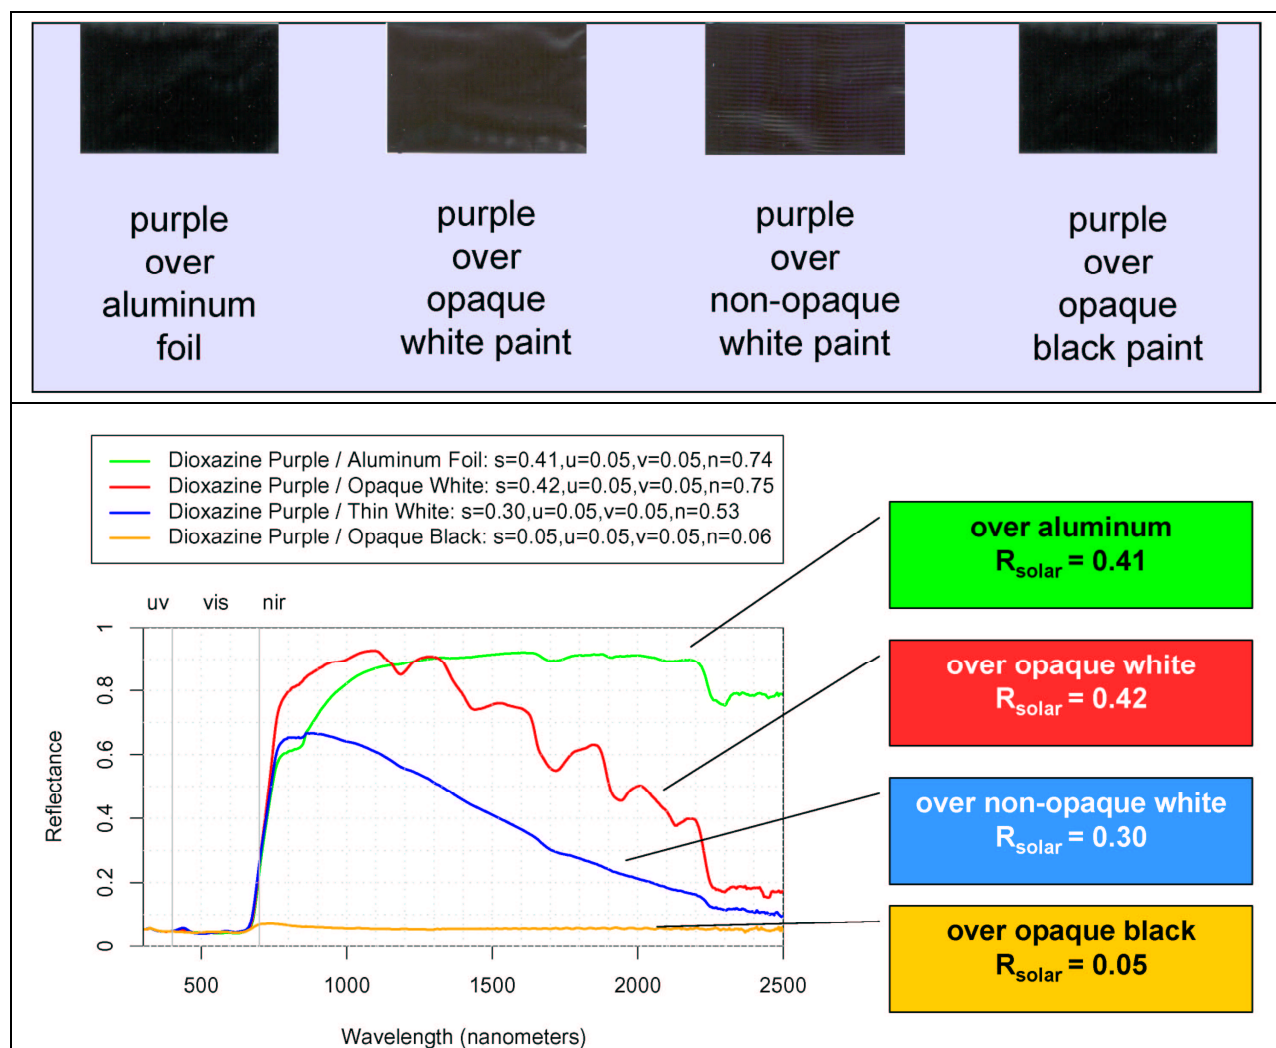 purple
over
aluminum
foil
purple
over
opaque
white paint
purple
over
non-opaque
white paint
purple
over
opaque
black paint
Dioxazine Purple / Aluminum Foil: s=0.41,u=0.05,v=0.05,n=0.74
Dioxazine Purple / Opaque White: s=0.42,u=0.05,v=0.05,n=0.75
Dioxazine Purple / Thin White: s=0.30,u=0.05,v=0.05,n=0.53
Dioxazine Purple / Opaque Black: s=0.05,u=0.05,v=0.05,n=0.06
uv vis nir
1
0.8
0.6
0.4
0.2
0
Reflectance
500 1000 1500 2000 2500
Wavelength (nanometers)
over aluminum
Rsolar = 0.41
over opaque white
Rsolar = 0.42
over non-opaque white
Rsolar = 0.30
over opaque black
Rsolar = 0.05